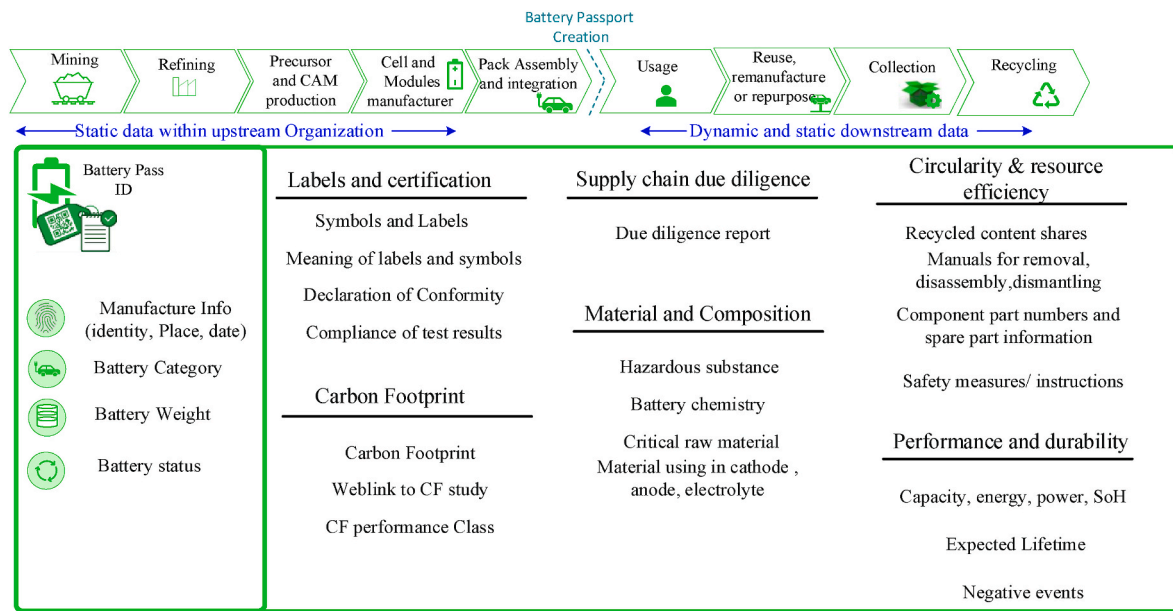 Battery Passport
Creation
Mining
Refining
Precursor
and CAM
production
Cell and
Modules
manufacturer
Pack Assembly
and integration
Usage
Reuse,
remanufacture
or repurpose
Collection
Recycling
Static data within upstream Organization
Dynamic and static downstream data
Battery Pass
ID
Manufacture Info
(identity, Place, date)
Battery Category
Battery Weight
Battery status
Labels and certification
Symbols and Labels
Meaning of labels and symbols
Declaration of Conformity
Compliance of test results
Carbon Footprint
Carbon Footprint
Weblink to CF study
CF performance Class
Supply chain due diligence
Due diligence report
Material and Composition
Hazardous substance
Battery chemistry
Critical raw material
Material using in cathode ,
anode, electrolyte
Circularity & resource
efficiency
Recycled content shares
Manuals for removal,
disassembly,dismantling
Component part numbers and
spare part information
Safety measures/ instructions
Performance and durability
Capacity, energy, power, SoH
Expected Lifetime
Negative events